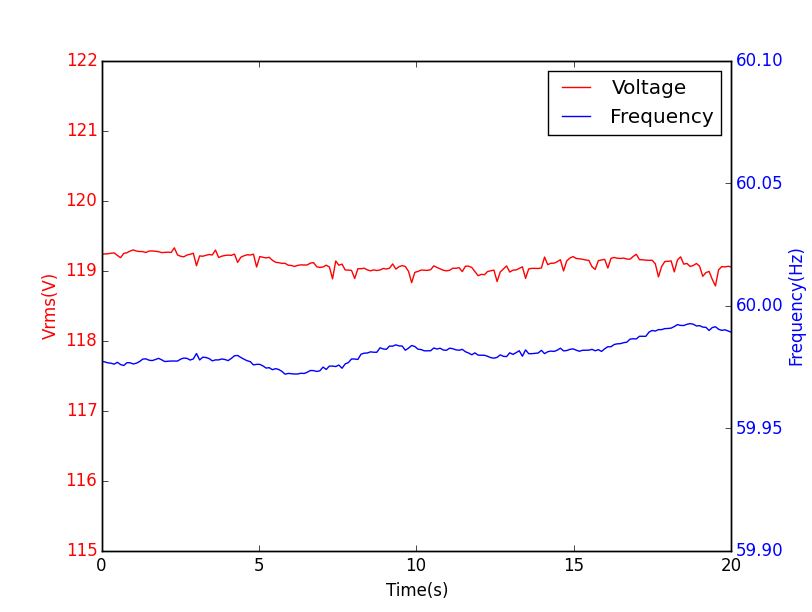 122
121
120
119
118
117
116
115
Vrms(V)
60.10
60.05
60.00
59.95
59.90
Frequency(Hz)
Voltage
Frequency
0 5 10 15 20
Time(s)